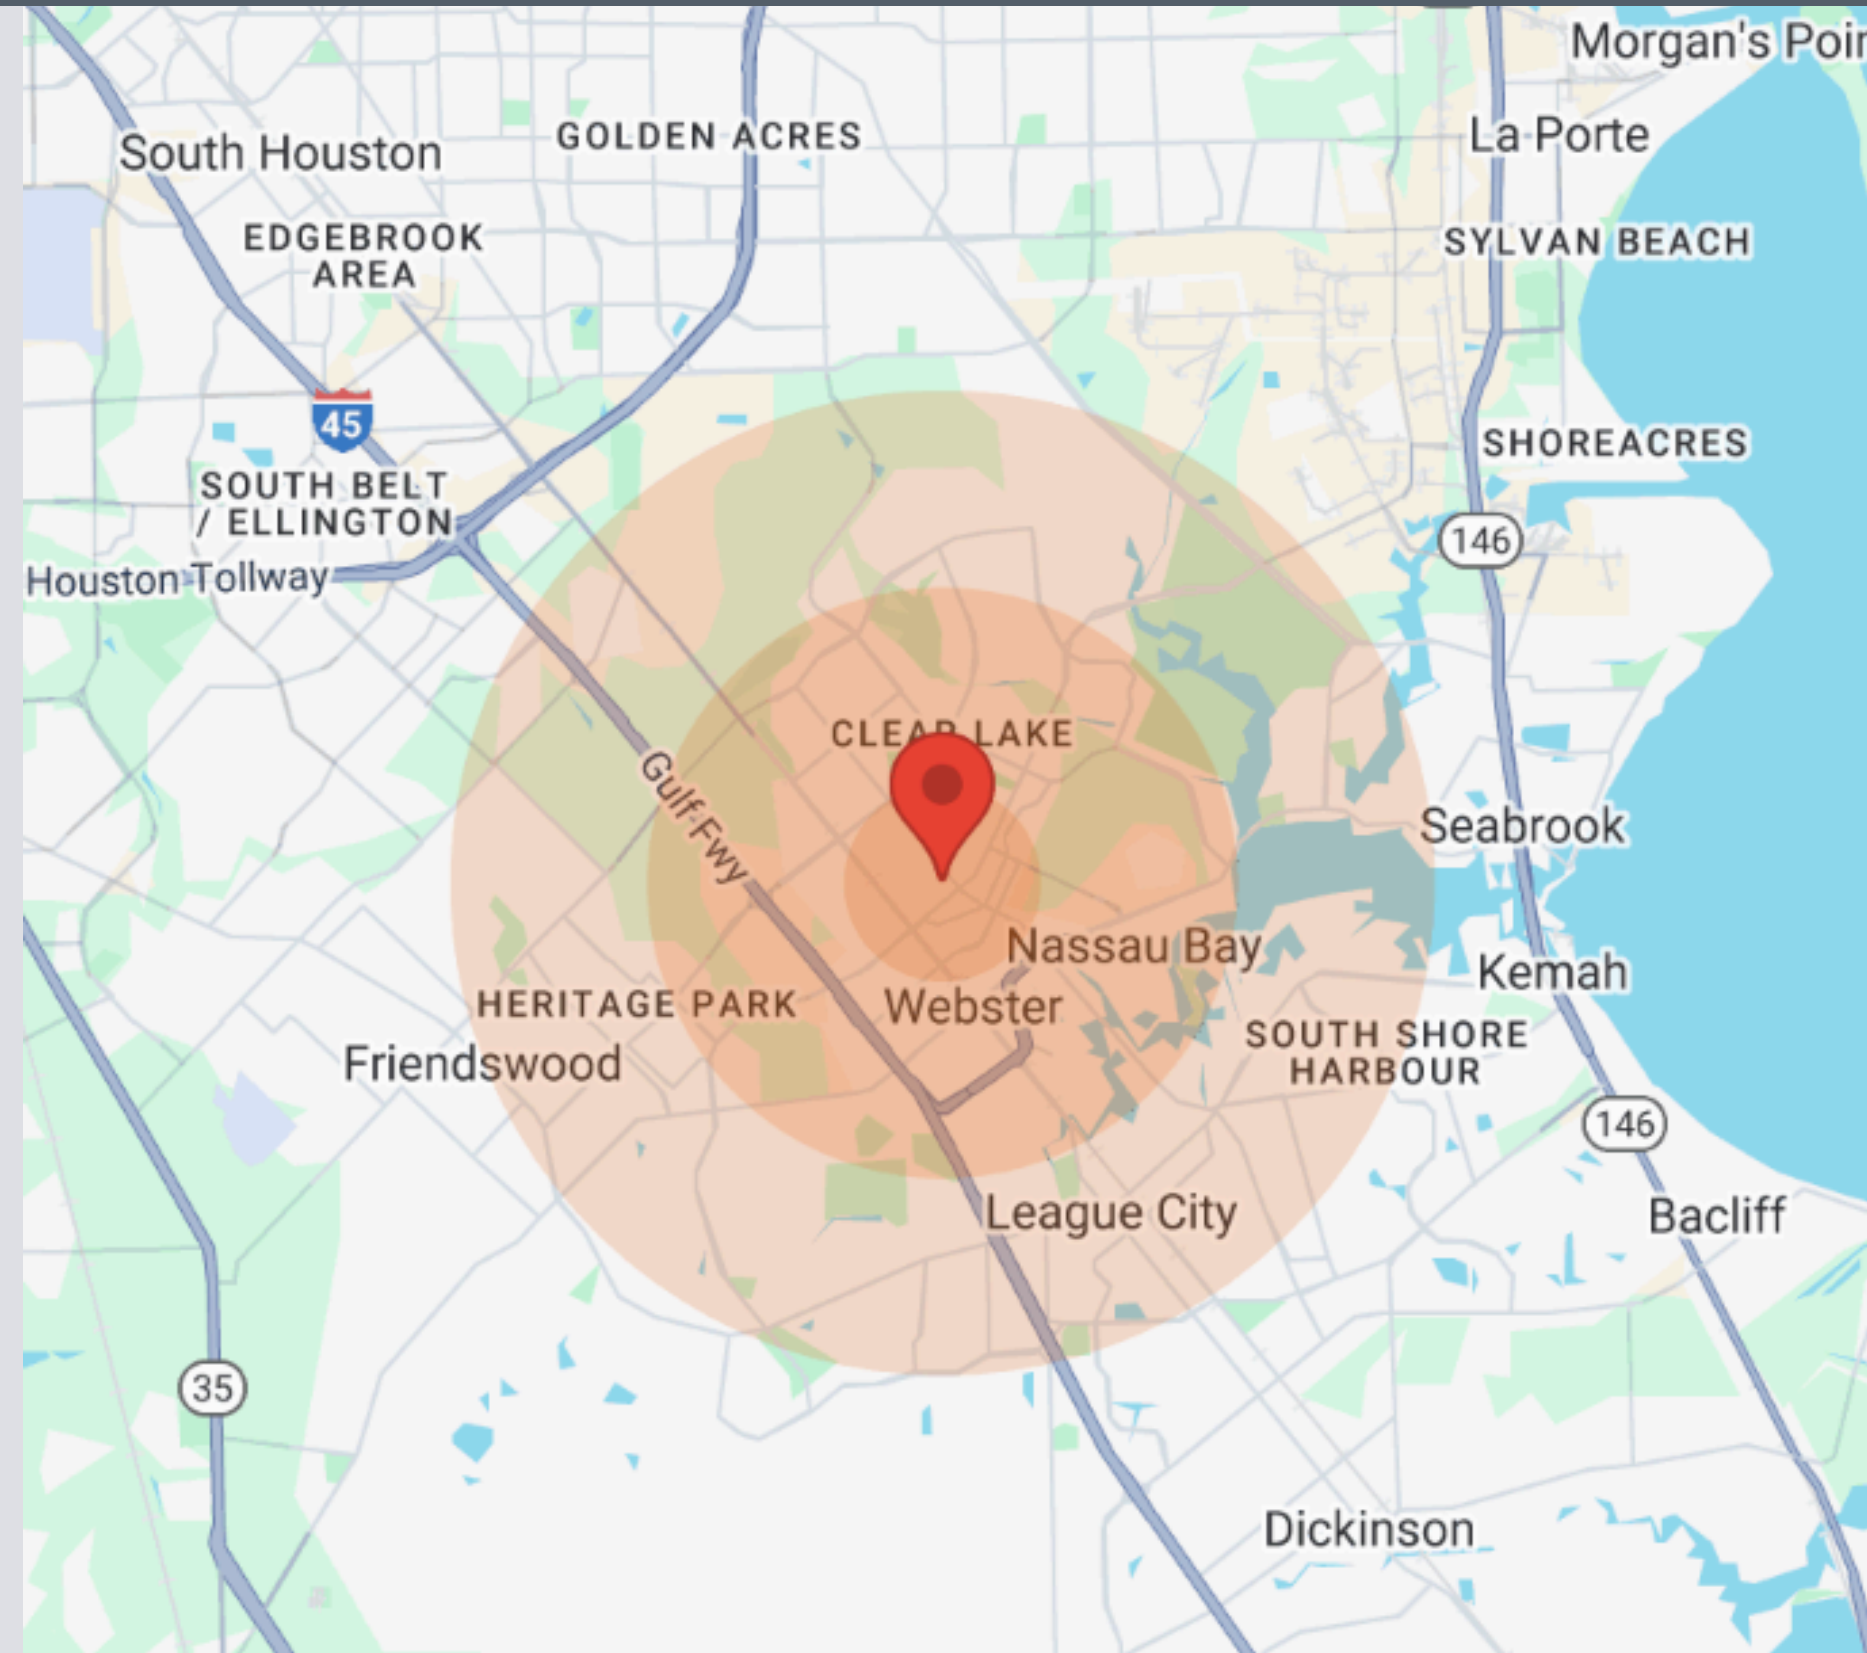 Morgan's Poin
La Porte
South Houston
GOLDEN ACRES
EDGEBROOK
AREA
SYLVAN BEACH
45
SHOREACRES
SOUTH BELT
/ ELLINGTON
146
Houston Tollway
CLEAR LAKE
Gulf Fwy
Seabrook
Nassau Bay
Kemah
HERITAGE PARK
Webster
SOUTH SHORE
HARBOUR
Friendswood
146
League City
Bacliff
35
Dickinson